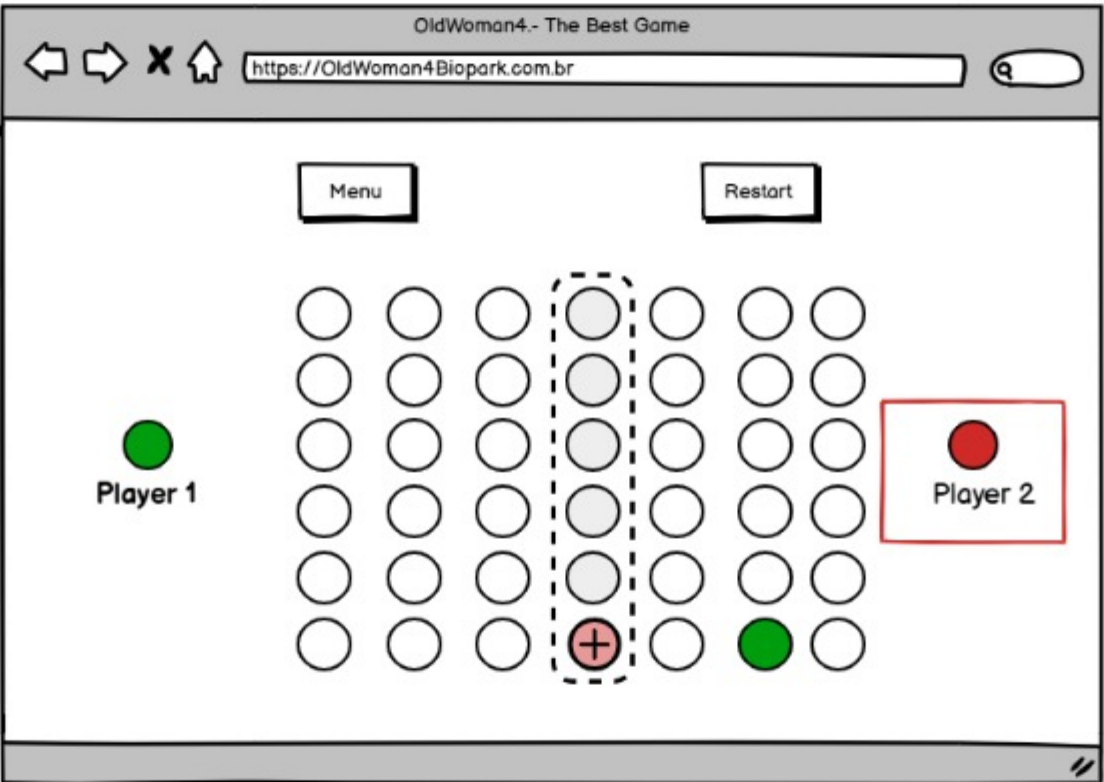 OldWoman4.- The Best Game
https://OldWoman4Biopark.com.br
Menu
Restart
Player 1
Player 2